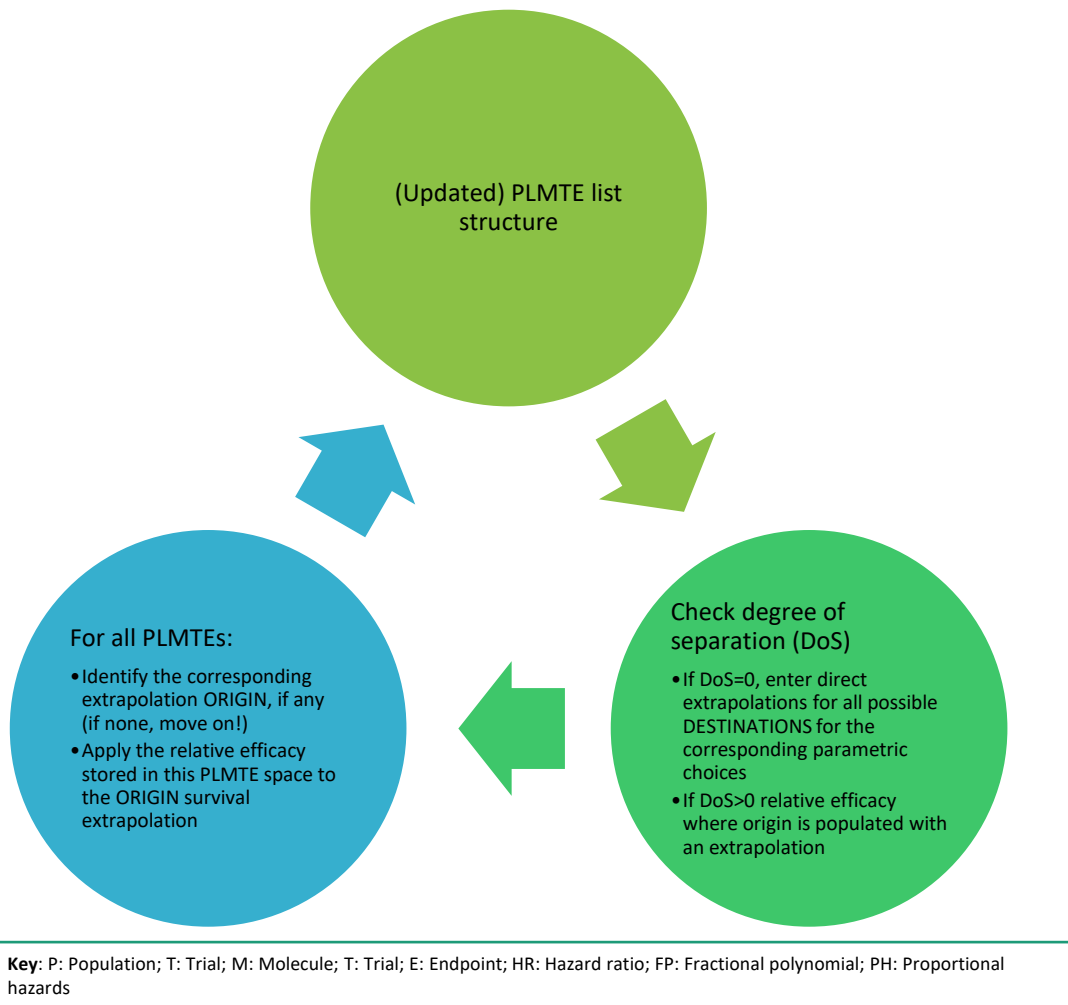 (Updated) PLMTE list
structure
Check degree of
separation (DoS)
•If DoS=0, enter direct
extrapolations for all possible
DESTINATIONS for the
corresponding parametric
choices
•If DoS>0 relative efficacy
where origin is populated with
an extrapolation
For all PLMTEs:
•Identify the corresponding
extrapolation ORIGIN, if any
(if none, move on!)
•Apply the relative efficacy
stored in this PLMTE space to
the ORIGIN survival
extrapolation
Key: P: Population; T: Trial; M: Molecule; T: Trial; E: Endpoint; HR: Hazard ratio; FP: Fractional polynomial; PH: Proportional
hazards